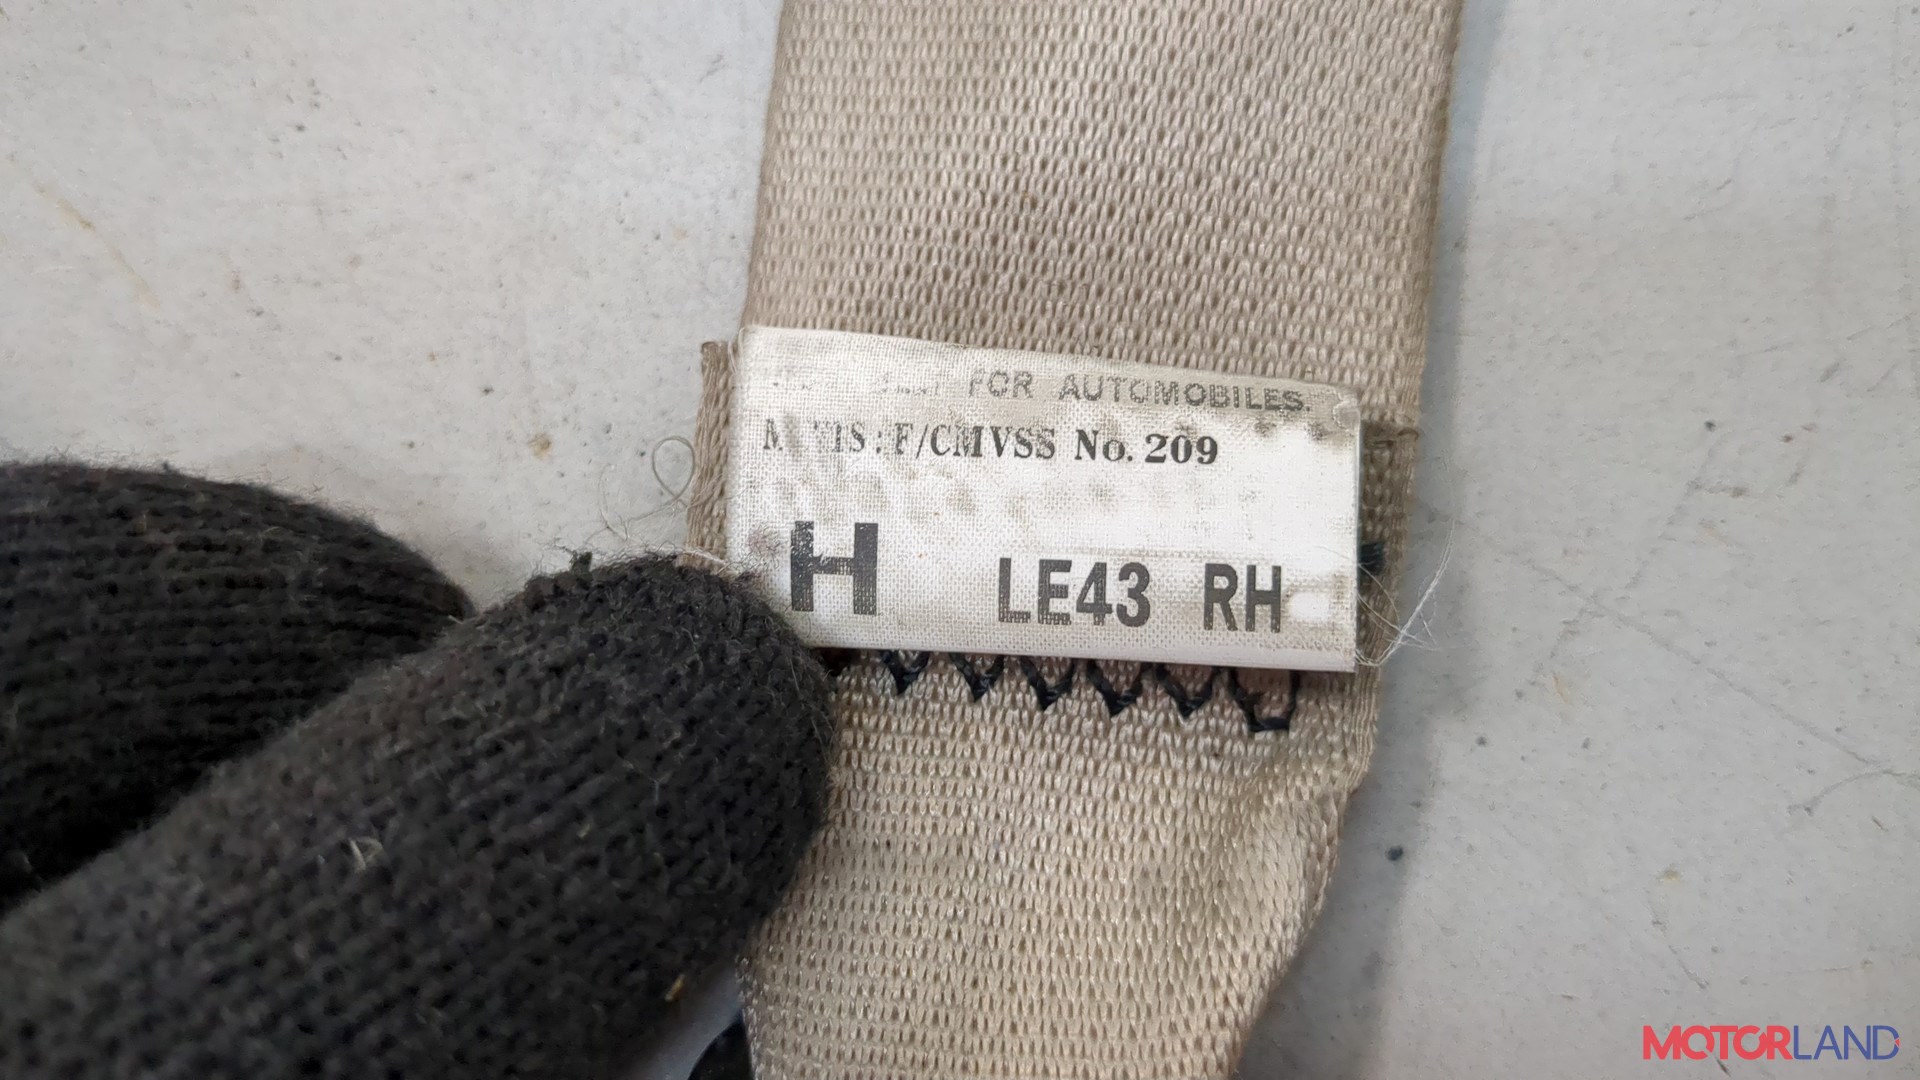 FOR AUTOMOBILES.
F/CMVSS No. 209
H LE43 RH
MOTORLAND